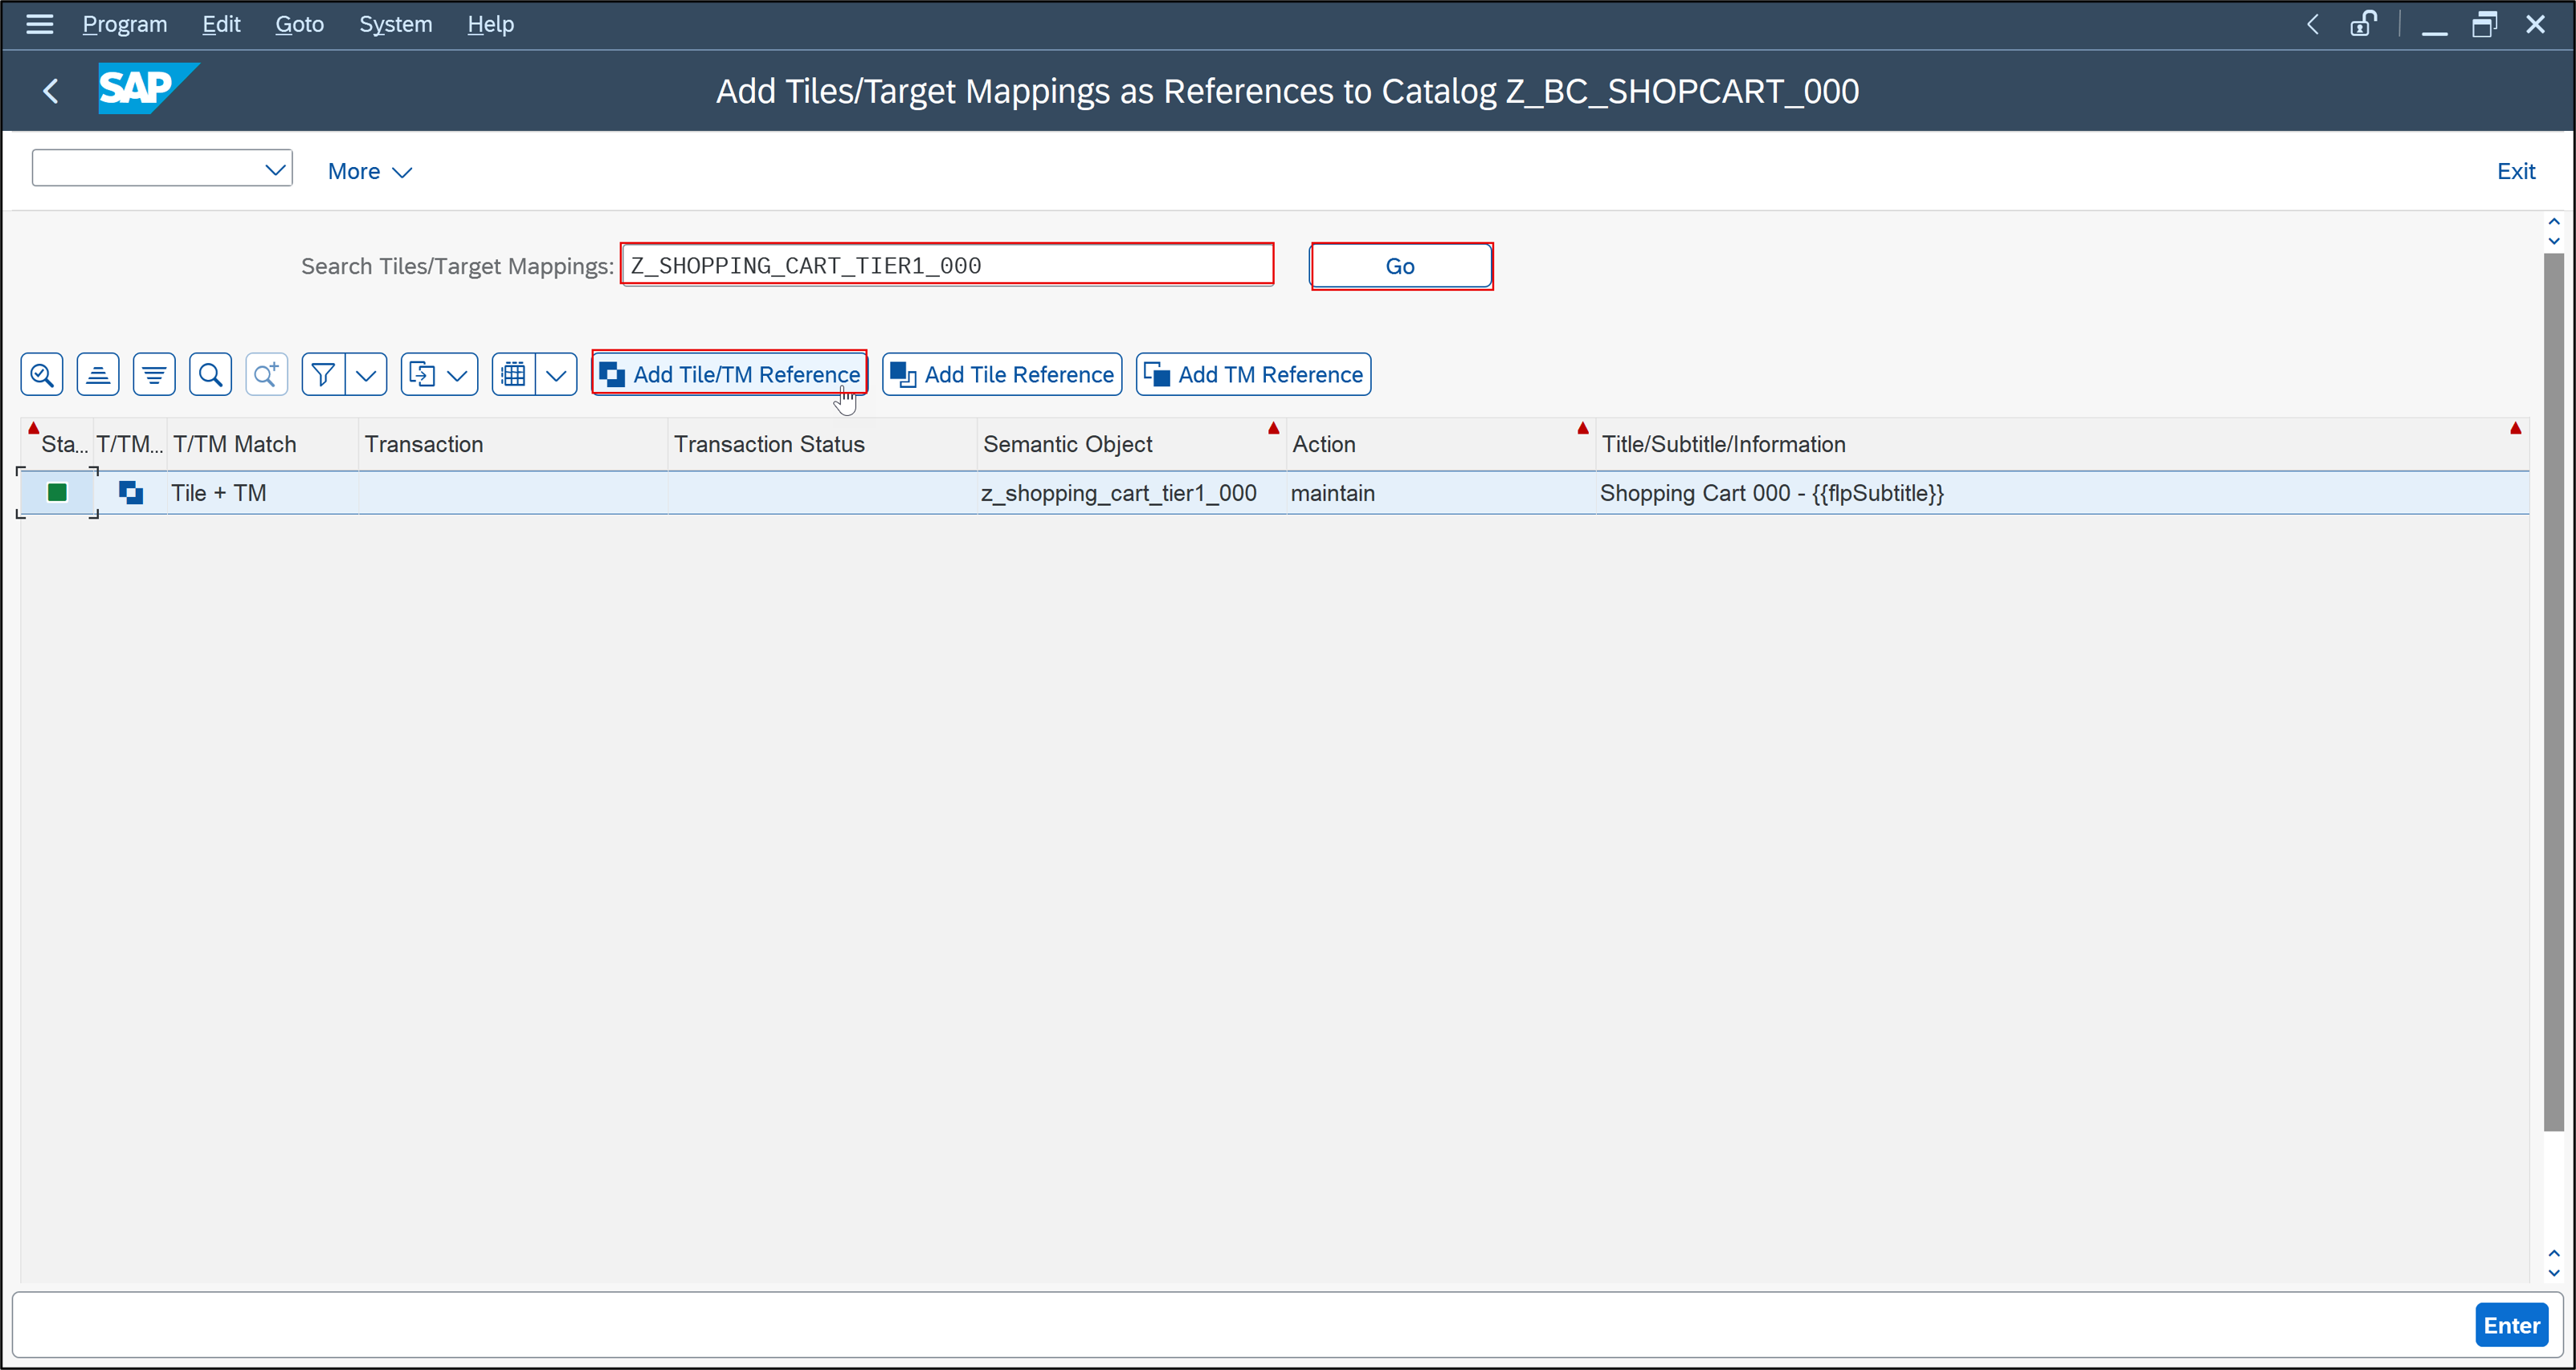 Program Edit Goto System Help
SAP
Add Tiles/Target Mappings as References to Catalog Z_BC_SHOPCART_000
More
Exit
Search Tiles/Target Mappings: Z_SHOPPING_CART_TIER1_000 Go
Add Tile/TM Reference Add Tile Reference Add TM Reference
Sta... T/TM... T/TM Match Transaction Transaction Status Semantic Object Action Title/Subtitle/Information
Tile + TM z_shopping_cart_tier1_000 maintain Shopping Cart 000 - {{flpSubtitle}}
Enter